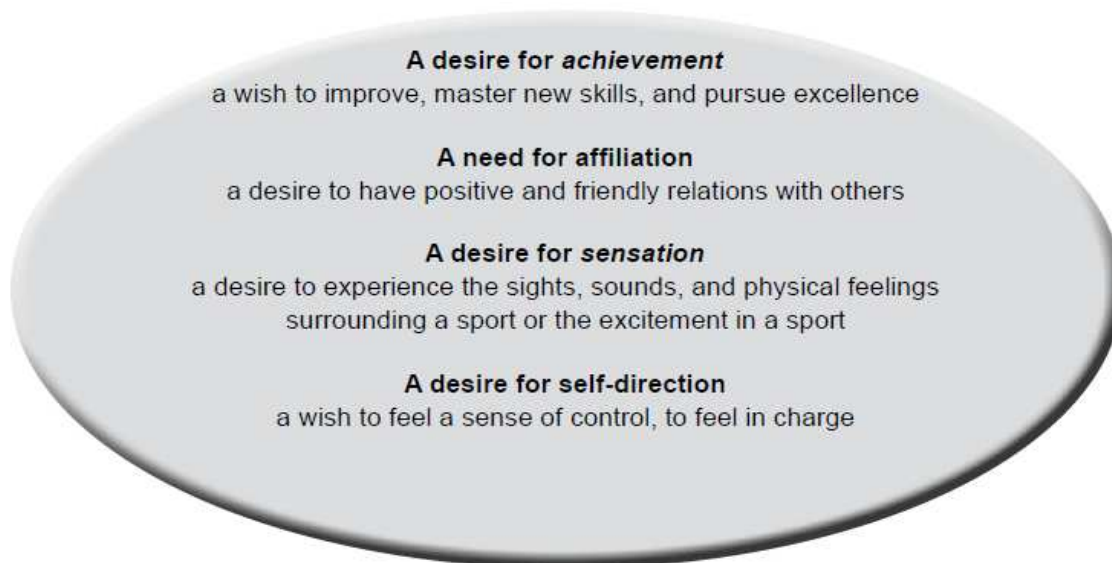 A desire for achievement
a wish to improve, master new skills, and pursue excellence
A need for affiliation
a desire to have positive and friendly relations with others
A desire for sensation
a desire to experience the sights, sounds, and physical feelings
surrounding a sport or the excitement in a sport
A desire for self-direction
a wish to feel a sense of control, to feel in charge